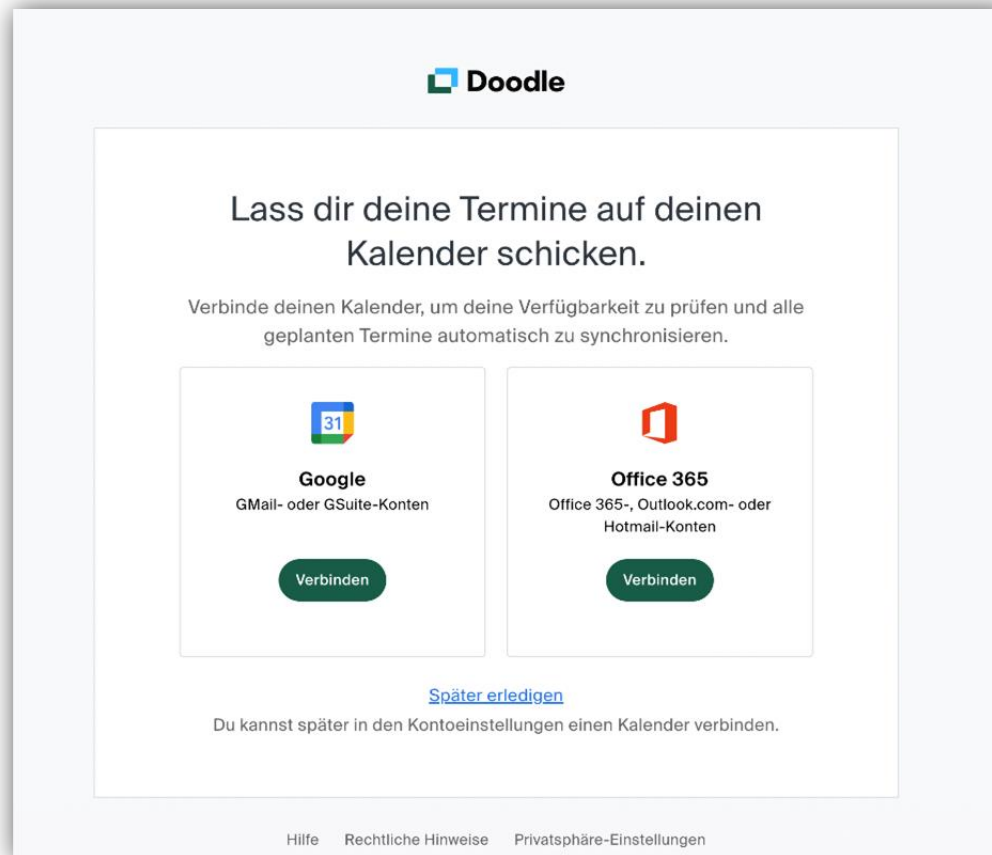 Doodle
Lass dir deine Termine auf deinen
Kalender schicken.
Verbinde deinen Kalender, um deine Verfügbarkeit zu prüfen und alle
geplanten Termine automatisch zu synchronisieren.
31
Google
GMail- oder GSuite-Konten
Verbinden
Office 365
Office 365-, Outlook.com- oder
Hotmail-Konten
Verbinden
Später erledigen
Du kannst später in den Kontoeinstellungen einen Kalender verbinden.
Hilfe Rechtliche Hinweise Privatsphäre-Einstellungen